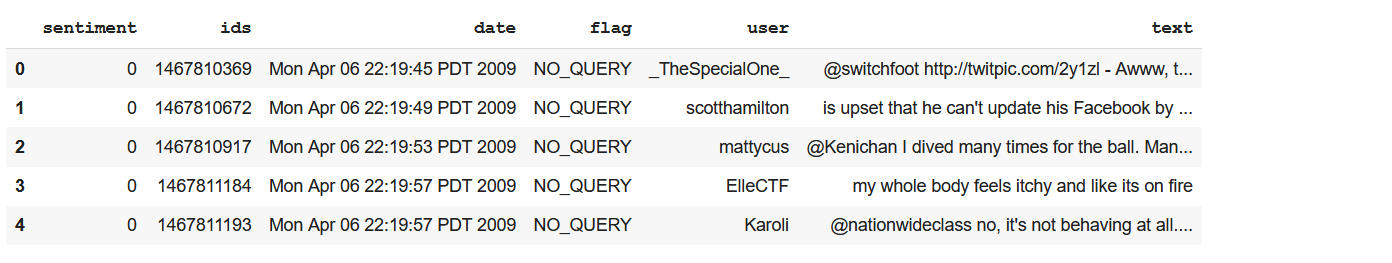 sentiment ids date flag user text
0 0 1467810369 Mon Apr 06 22:19:45 PDT 2009 NO_QUERY _TheSpecialOne_ @switchfoot http://twitpic.com/2y1zl - Awww, t...
1 0 1467810672 Mon Apr 06 22:19:49 PDT 2009 NO_QUERY scotthamilton is upset that he can't update his Facebook by ...
2 0 1467810917 Mon Apr 06 22:19:53 PDT 2009 NO_QUERY mattycus @Kenichan I dived many times for the ball. Man...
3 0 1467811184 Mon Apr 06 22:19:57 PDT 2009 NO_QUERY ElleCTF my whole body feels itchy and like its on fire
4 0 1467811193 Mon Apr 06 22:19:57 PDT 2009 NO_QUERY Karoli @nationwideclass no, it's not behaving at all....